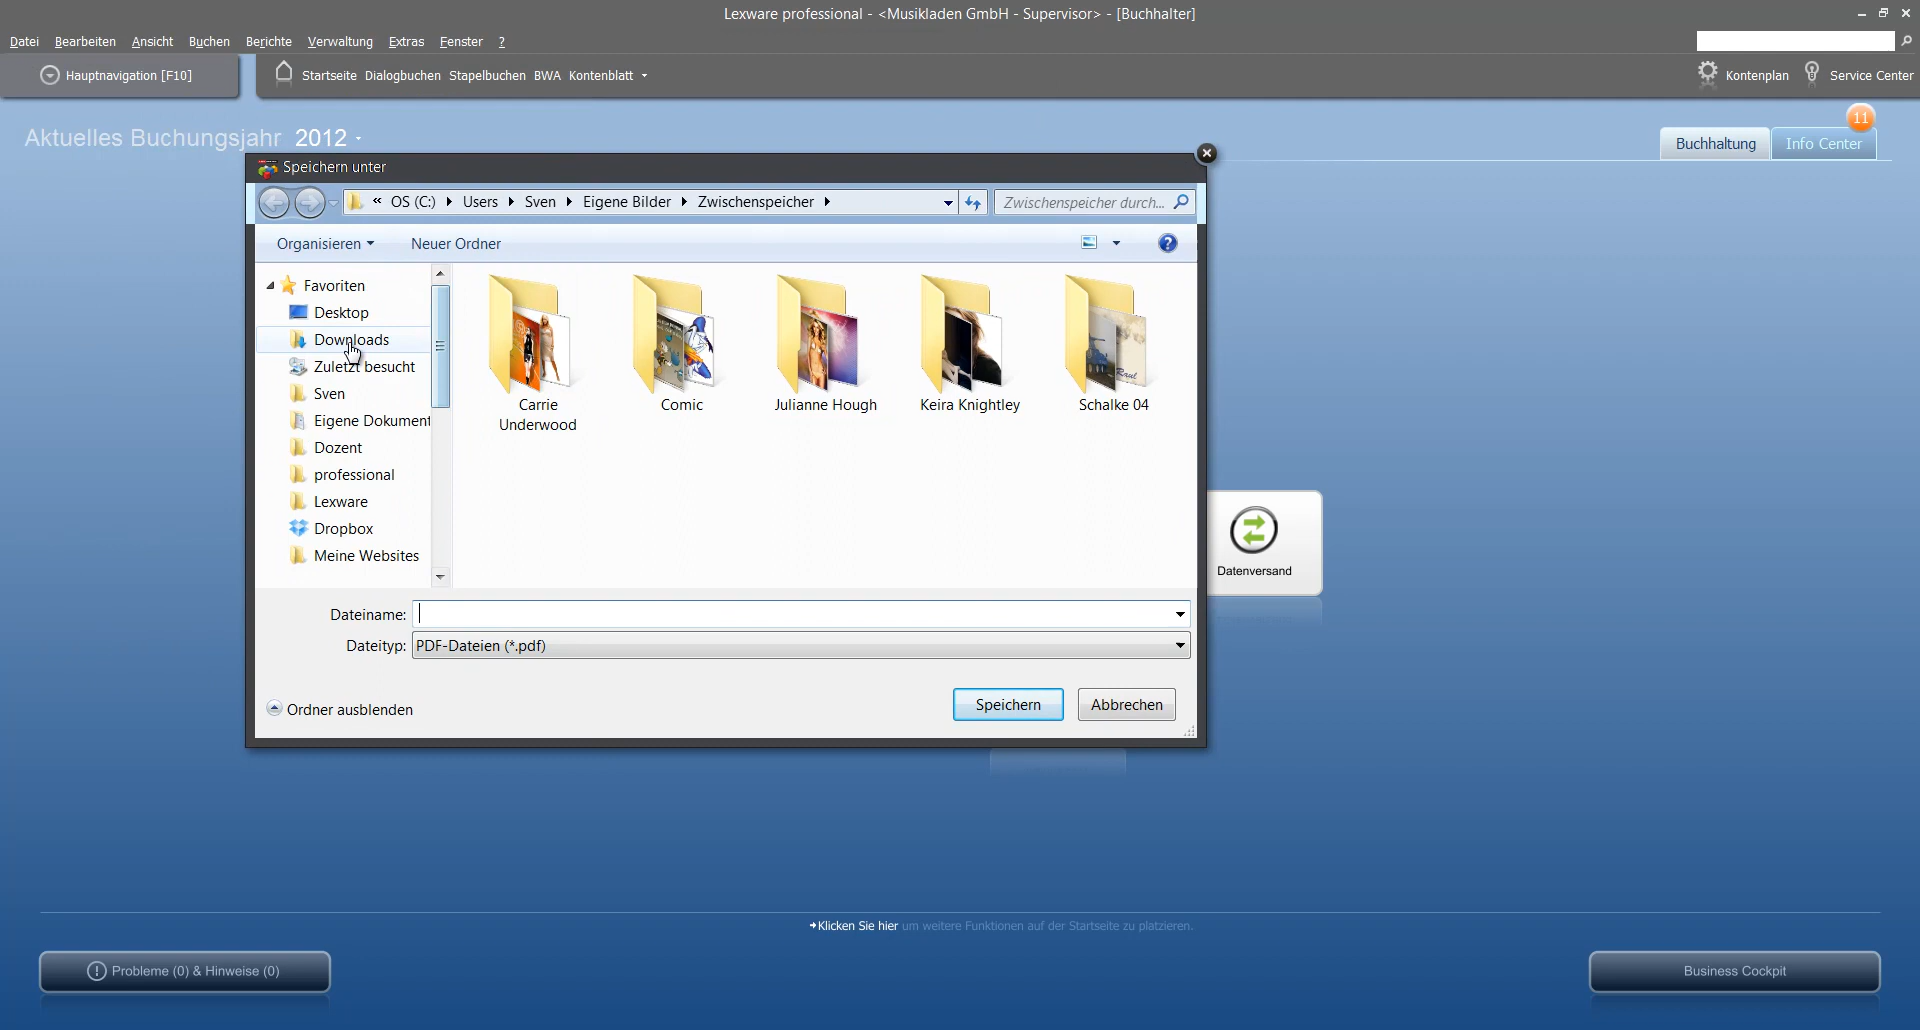 Lexware professional - <Musikladen GmbH - Supervisor> - [Buchhalter]
Datei Bearbeiten Ansicht Buchen Berichte Verwaltung Extras Fenster ?
Hauptnavigation [F10] Startseite Dialogbuchen Stapelbuchen BWA Kontenblatt Kontenplan Service Center
11
Aktuelles Buchungsjahr 2012
Buchhaltung Info Center
Speichern unter
« OS (C:) Users Sven Eigene Bilder Zwischenspeicher Zwischenspeicher durch...
Organisieren Neuer Ordner ?
Favoriten
Desktop
Downloads
Zuletzt besucht
Sven
Eigene Dokument
Dozent
professional
Lexware
Dropbox
Meine Websites
Carrie
Underwood
Comic
Julianne Hough
Keira Knightley
Raul
Schalke 04
Datenversand
Dateiname:
Dateityp: PDF-Dateien (*.pdf)
Ordner ausblenden Speichern Abbrechen
Klicken Sie hier um weitere Funktionen auf der Startseite zu platzieren.
! Probleme (0) & Hinweise (0) Business Cockpit